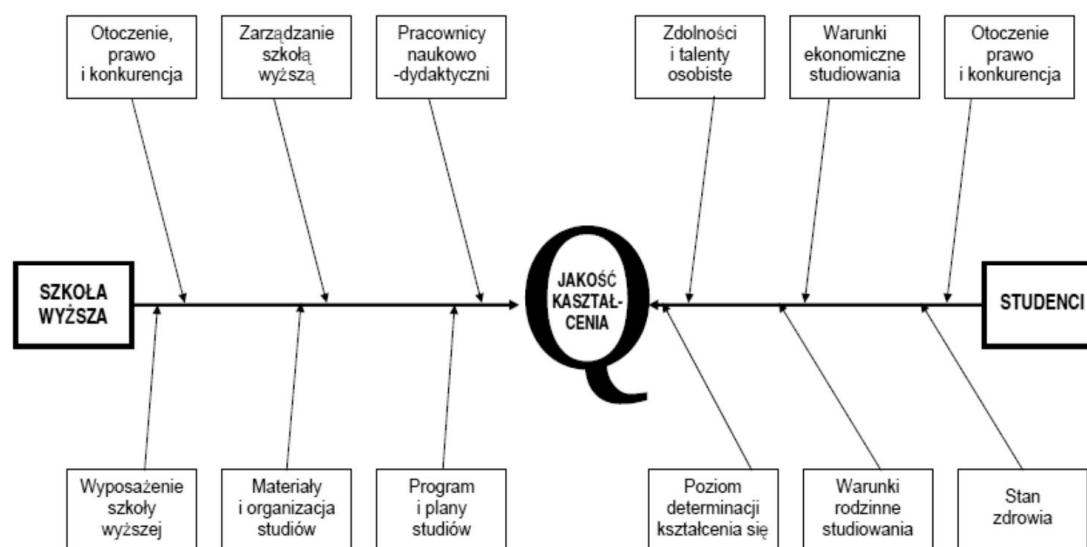 Otoczenie,
prawo
i konkurencja
Zarządzanie
szkołą
wyższą
Pracownicy
naukowo
-dydaktyczni
Zdolności
i talenty
osobiste
Warunki
ekonomiczne
studiowania
Otoczenie
prawo
i konkurencja
SZKOŁA
WYŻSZA
Q
JAKOŚĆ
KASZTAŁ-
CENIA
STUDENCI
Wyposażenie
szkoły
wyższej
Materiały
i organizacja
studiów
Program
i plany
studiów
Poziom
determinacji
kształcenia się
Warunki
rodzinne
studiowania
Stan
zdrowia